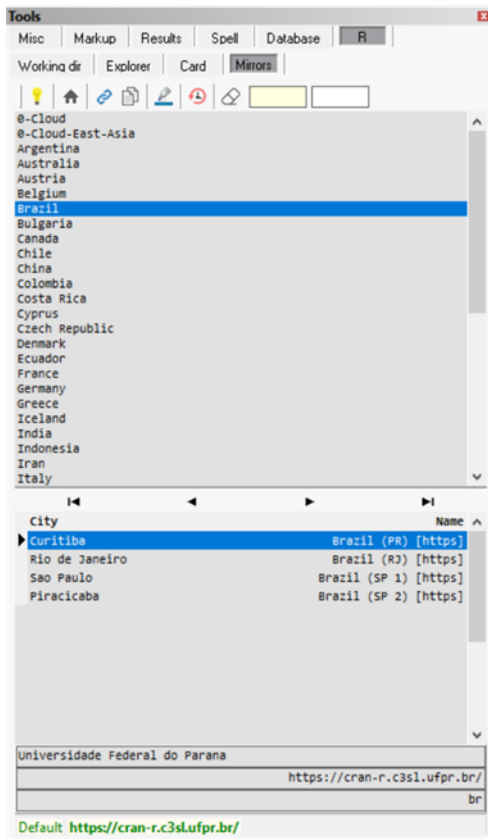 Tools
Misc Markup Results Spell Database R
Working dir Explorer Card Mirrors
0-Cloud
0-Cloud-East-Asia
Argentina
Australia
Austria
Belgium
Brazil
Bulgaria
Canada
Chile
China
Colombia
Costa Rica
Cyprus
Czech Republic
Denmark
Ecuador
France
Germany
Greece
Iceland
India
Indonesia
Iran
Italy
City Name
Curitiba Brazil (PR) [https]
Rio de Janeiro Brazil (RJ) [https]
Sao Paulo Brazil (SP 1) [https]
Piracicaba Brazil (SP 2) [https]
Universidade Federal do Parana
https://cran-r.c3sl.ufpr.br/
br
Default https://cran-r.c3sl.ufpr.br/